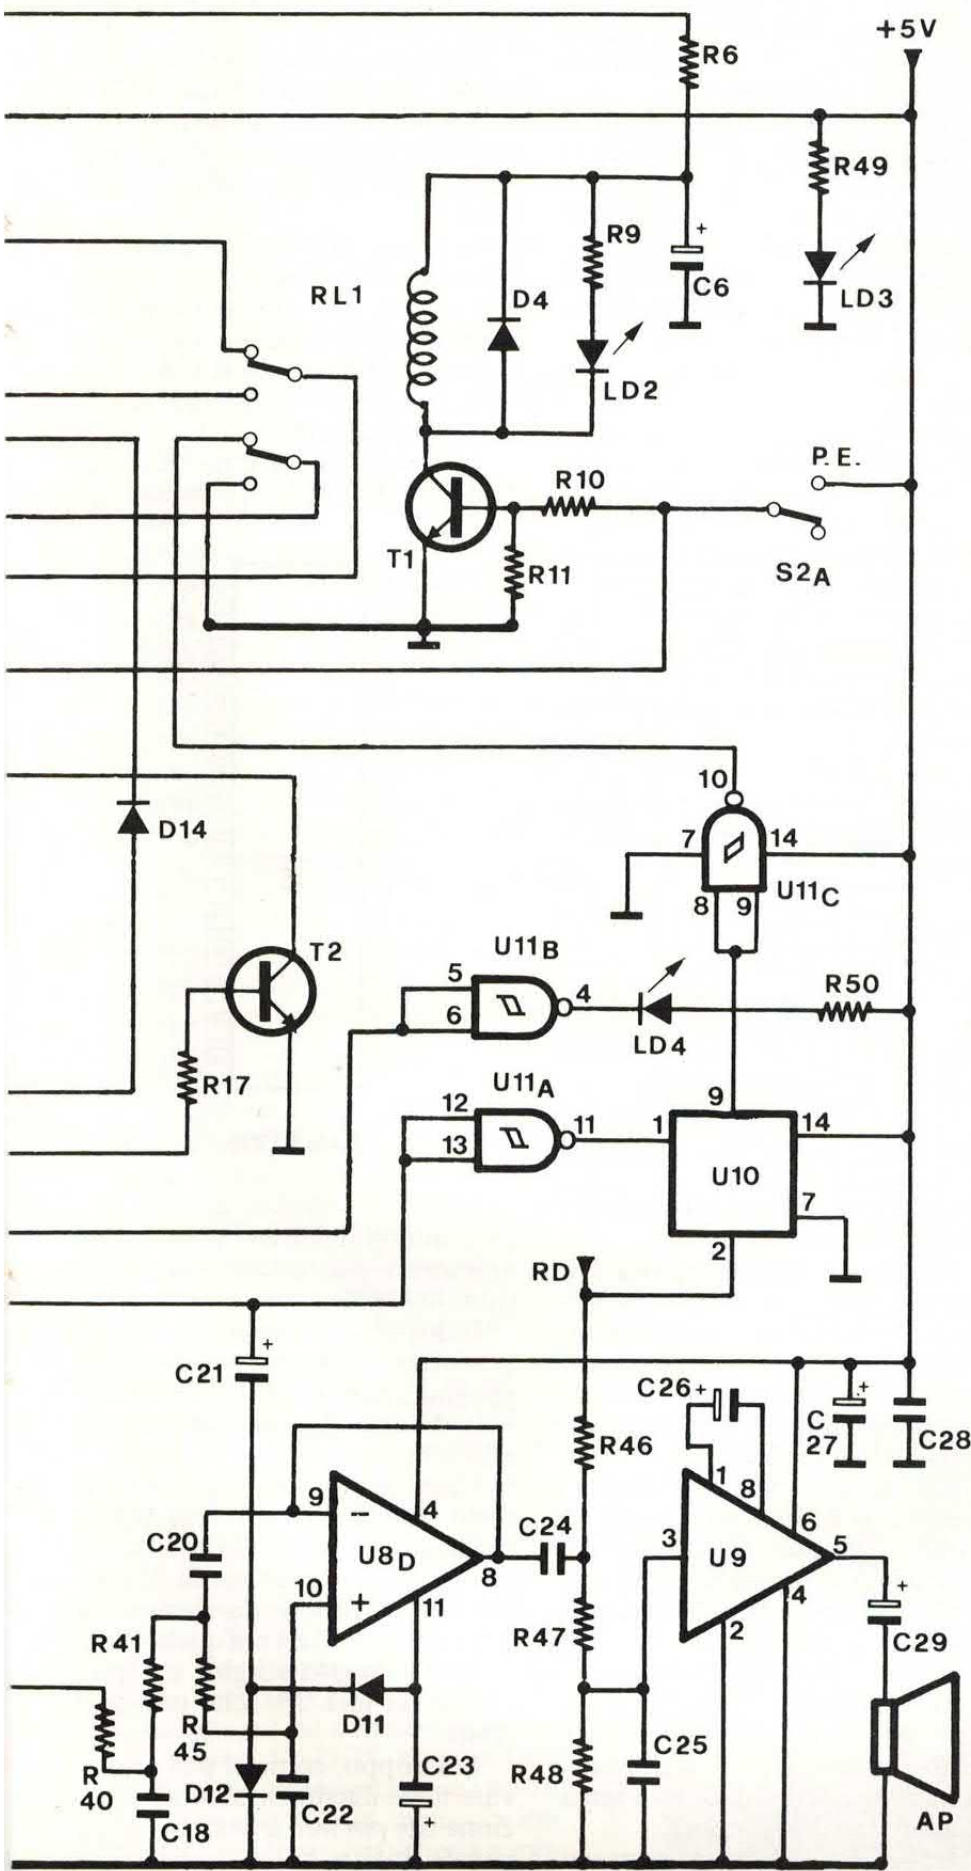 +5V
R6
R49
R9
+
RL1
D4
C6
LD3
LD2
P.E.
R10
T1
R11
S2A
10
D14
7
14
U11C
8
9
T2
U11B
5
4
R50
6
LD4
R17
U11A
9
12
11
1
14
13
U10
7
2
RD
+
C21
C26
+
+
C
27
C28
R46
1
8
9
-
4
6
C20
C24
3
U8D
U9
5
8
10
+
11
4
+
R41
R47
2
C29
R
45
D11
R
40
D12
C23
R48
C25
C22
+
C18
AP